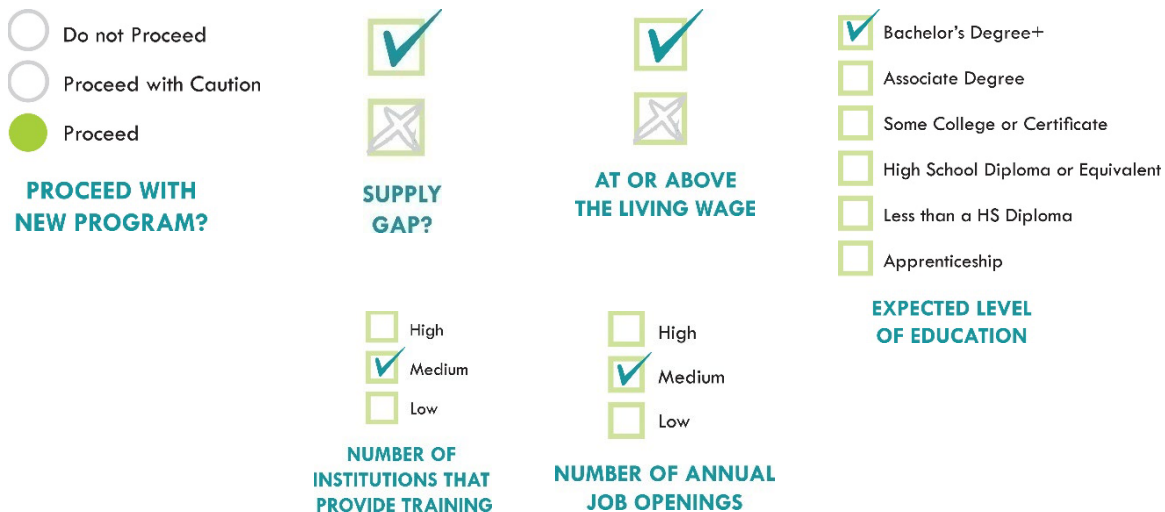 Do not Proceed
Proceed with Caution
Proceed
PROCEED WITH
NEW PROGRAM?
SUPPLY
GAP?
AT OR ABOVE
THE LIVING WAGE
Bachelor's Degree+
Associate Degree
Some College or Certificate
High School Diploma or Equivalent
Less than a HS Diploma
Apprenticeship
EXPECTED LEVEL
OF EDUCATION
High
Medium
Low
NUMBER OF
INSTITUTIONS THAT
PROVIDE TRAINING
High
Medium
Low
NUMBER OF ANNUAL
JOB OPENINGS